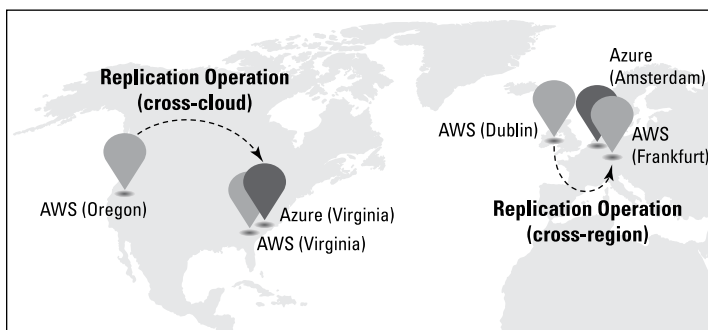 Replication Operation
(cross-cloud)
AWS (Oregon)
Azure (Virginia)
AWS (Virginia)
Azure
(Amsterdam)
AWS (Dublin)
AWS
(Frankfurt)
Replication Operation
(cross-region)